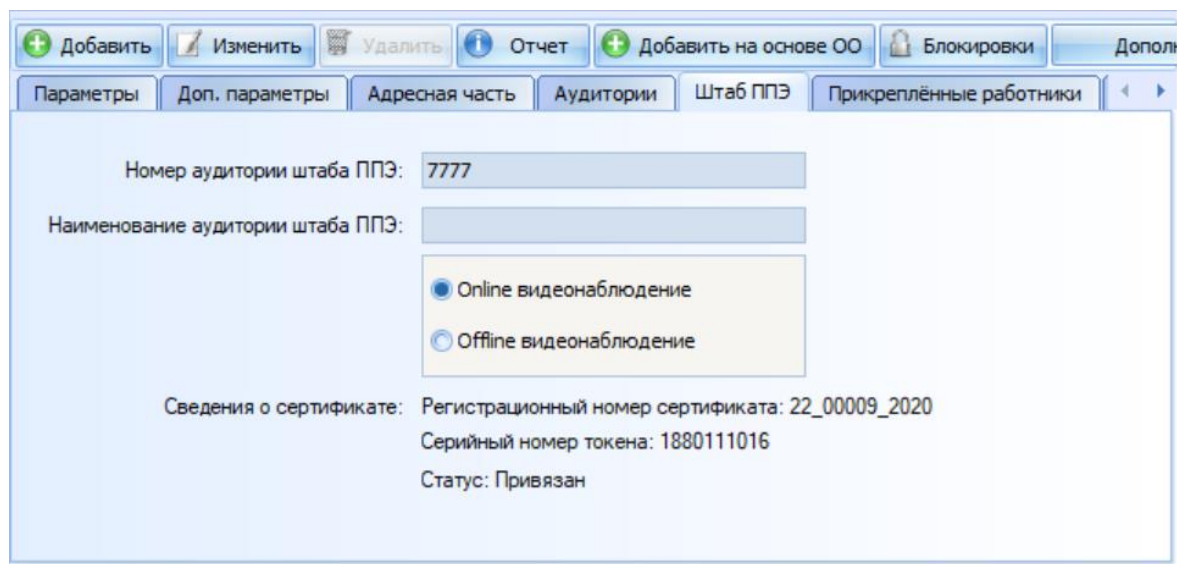 Добавить Изменить Удалить Отчет Добавить на основе ОО Блокировки Дополн
Параметры Доп. параметры Адресная часть Аудитории Штаб ППЭ Прикреплённые работники
Номер аудитории штаба ППЭ: 7777
Наименование аудитории штаба ППЭ:
Online видеонаблюдение
Offline видеонаблюдение
Сведения о сертификате: Регистрационный номер сертификата: 22_00009_2020
Серийный номер токена: 1880111016
Статус: Привязан